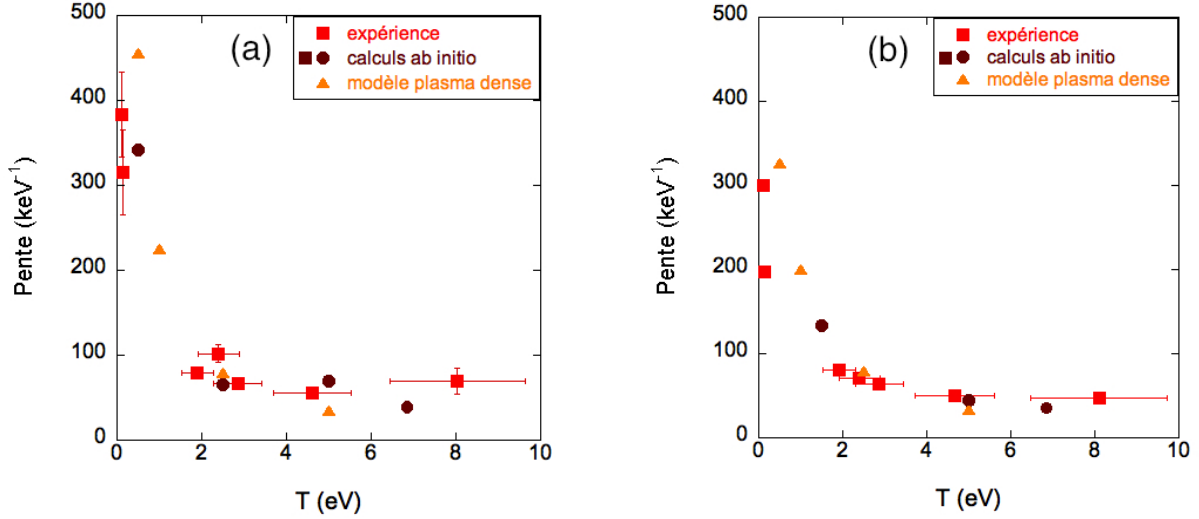 (a)
expérience
calculs ab initio
modèle plasma dense
500
400
300
200
100
0
Pente (keV⁻¹)
0 2 4 6 8 10
T (eV)
(b)
expérience
calculs ab initio
modèle plasma dense
500
400
300
200
100
0
Pente (keV⁻¹)
0 2 4 6 8 10
T (eV)